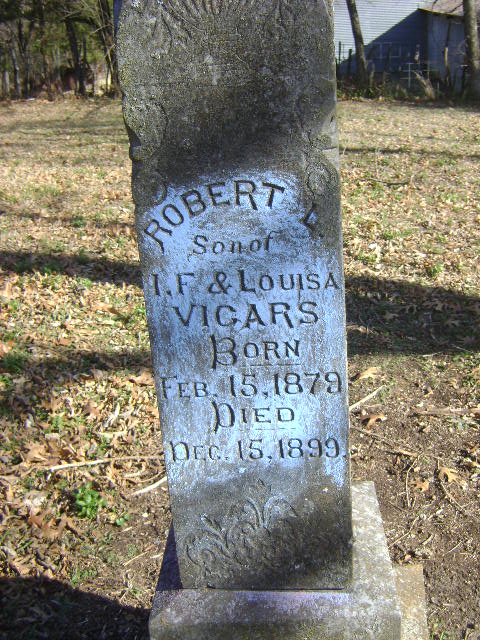 ROBERT L.
Son of
I. F. & LOUISA
VICARS
BORN
FEB. 15, 1879
DIED
DEC. 15, 1899.